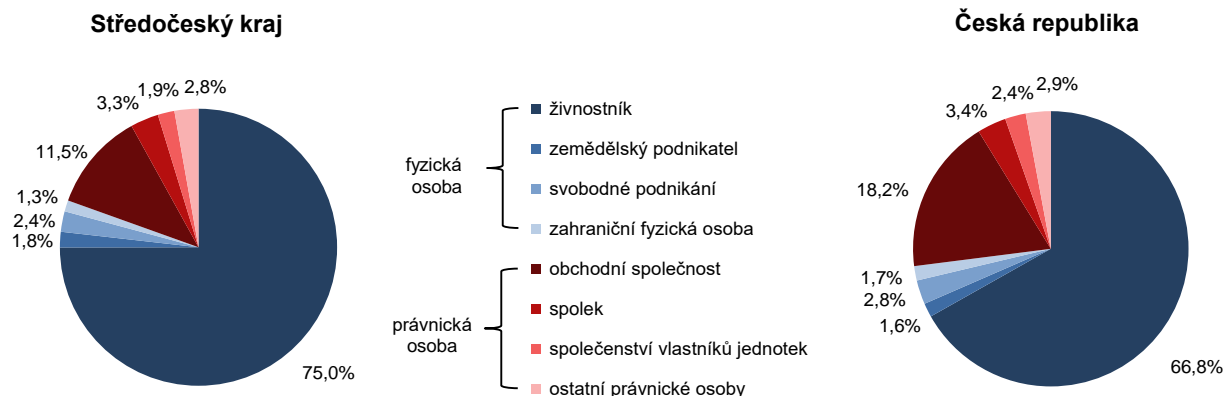 Středočeský kraj
2,8%
1,9%
3,3%
11,5%
1,3%
2,4%
1,8%
75,0%
fyzická
osoba
živnostník
zemědělský podnikatel
svobodné podnikání
zahraniční fyzická osoba
právnická
osoba
obchodní společnost
spolek
společenství vlastníků jednotek
ostatní právnické osoby
Česká republika
2,9%
2,4%
3,4%
18,2%
1,7%
2,8%
1,6%
66,8%